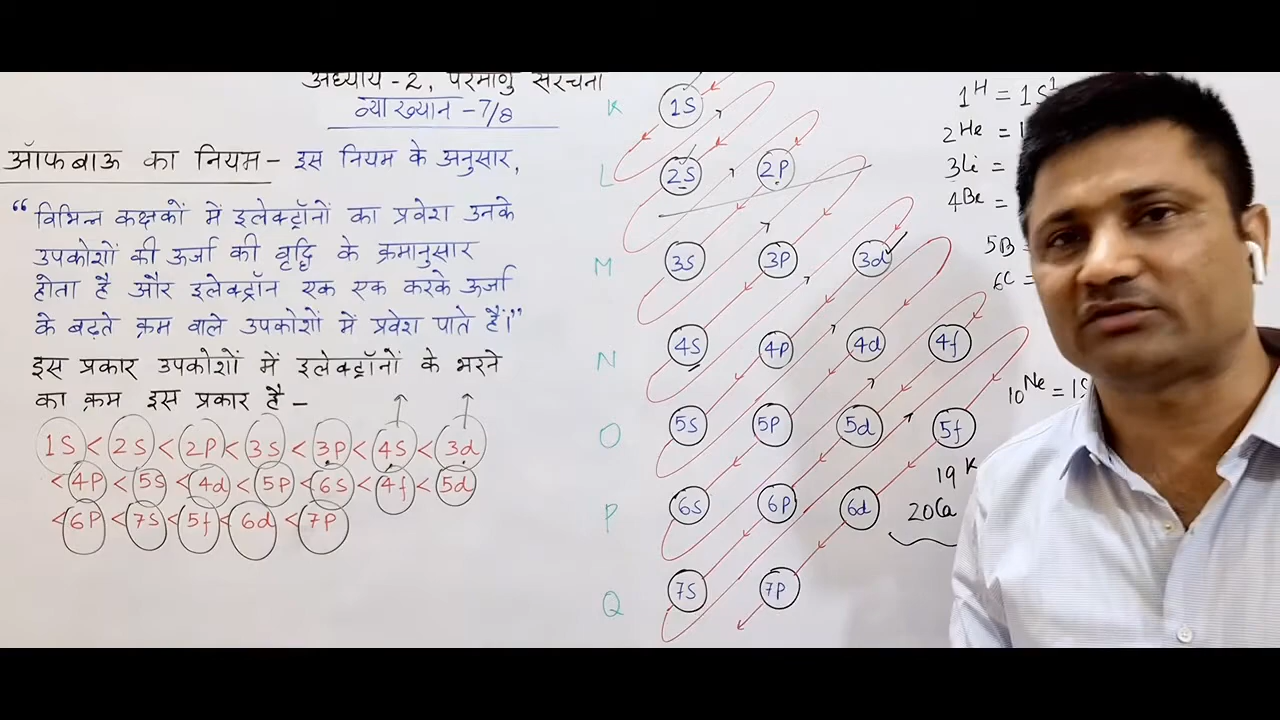 अध्याय-2, परमाणु संरचना
व्याख्यान-7/8
ऑफबाऊ का नियम- इस नियम के अनुसार,
“विभिन्न कक्षकों में इलेक्ट्रॉनों का प्रवेश उनके
उपकोशों की ऊर्जा की वृद्धि के क्रमानुसार
होता है और इलेक्ट्रॉन एक एक करके ऊर्जा
के बढ़ते क्रम वाले उपकोशों में प्रवेश पाते हैं।”
इस प्रकार उपकोशों में इलेक्ट्रॉनों के भरने
का क्रम इस प्रकार है -
1S < 2S < 2P < 3S < 3P < 4S < 3d
< 4P < 5S < 4d < 5P < 6S < 4f < 5d
< 6P < 7S < 5f < 6d < 7P
K 1S
L 2S 2P
M 3S 3P 3d
N 4S 4P 4d 4f
O 5S 5P 5d 5f
P 6S 6P 6d
Q 7S 7P
1H = 1S1
2He =
3Li =
4Be =
5B =
6C =
10Ne = 1S
19K
20Ca